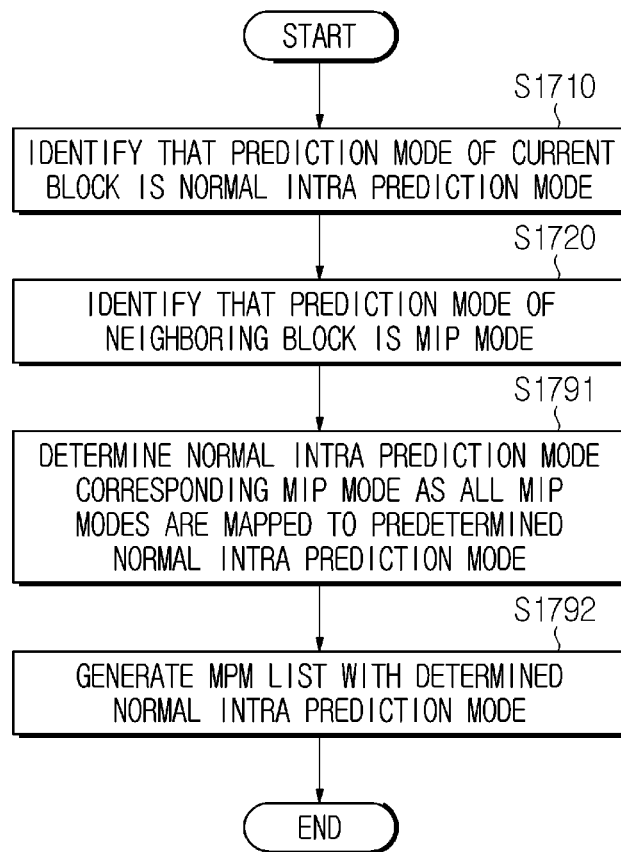 START
S1710
IDENTIFY THAT PREDICTION MODE OF CURRENT
BLOCK IS NORMAL INTRA PREDICTION MODE
S1720
IDENTIFY THAT PREDICTION MODE OF
NEIGHBORING BLOCK IS MIP MODE
S1791
DETERMINE NORMAL INTRA PREDICTION MODE
CORRESPONDING MIP MODE AS ALL MIP
MODES ARE MAPPED TO PREDETERMINED
NORMAL INTRA PREDICTION MODE
S1792
GENERATE MPM LIST WITH DETERMINED
NORMAL INTRA PREDICTION MODE
END